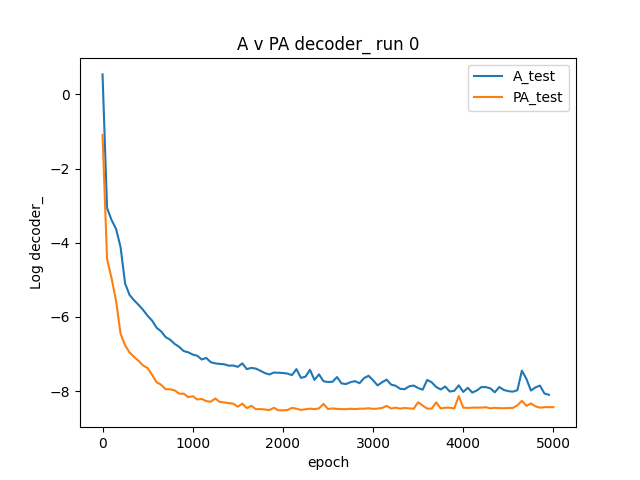 A v PA decoder_ run 0
A_test
PA_test
Log decoder_
0
−2
−4
−6
−8
0
1000
2000
3000
4000
5000
epoch